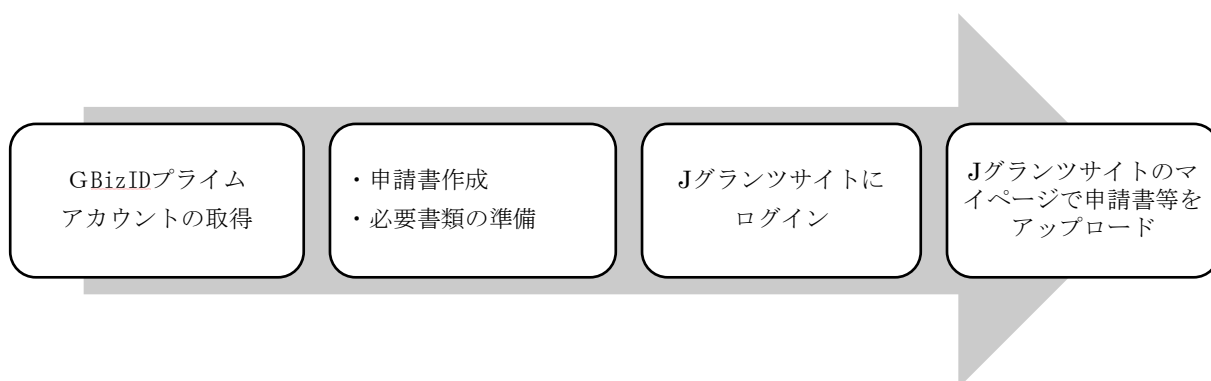 GBizIDプライム
アカウントの取得
・申請書作成
・必要書類の準備
Jグランツサイトに
ログイン
Jグランツサイトのマ
イページで申請書等を
アップロード